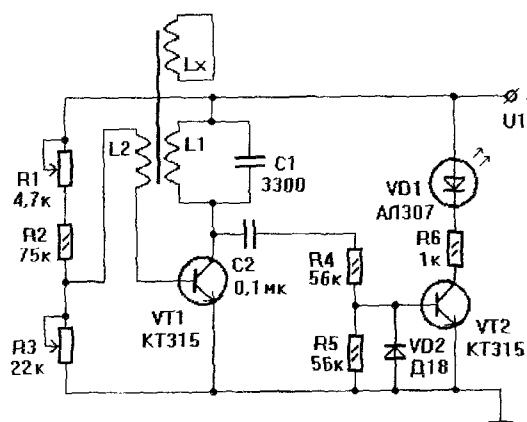 Lx
U1
L2
L1
C1
3300
R1
4,7к
R2
75к
R3
22к
VT1
КТ315
C2
0,1мк
R4
56к
R5
56к
VD1
АЛ307
R6
1к
VD2
Д18
VT2
КТ315